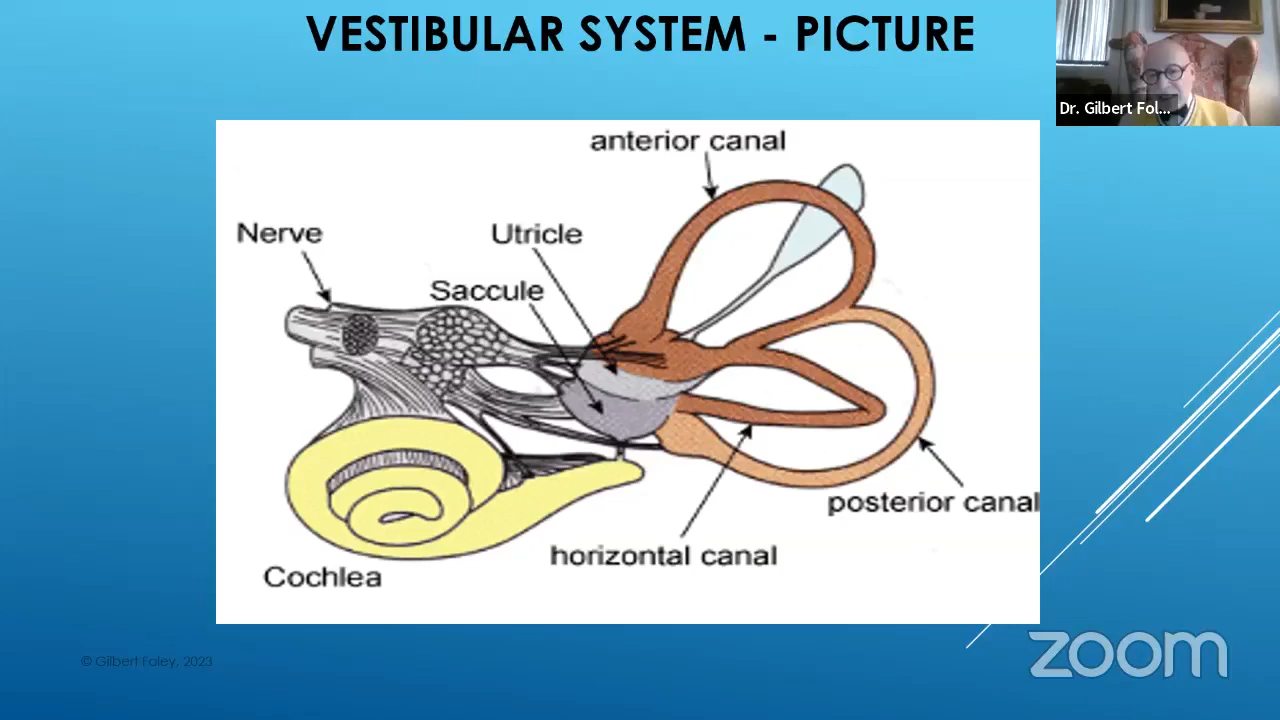 VESTIBULAR SYSTEM - PICTURE
Dr. Gilbert Fol...
anterior canal
Nerve
Utricle
Saccule
posterior canal
horizontal canal
Cochlea
© Gilbert Foley, 2023
zoom